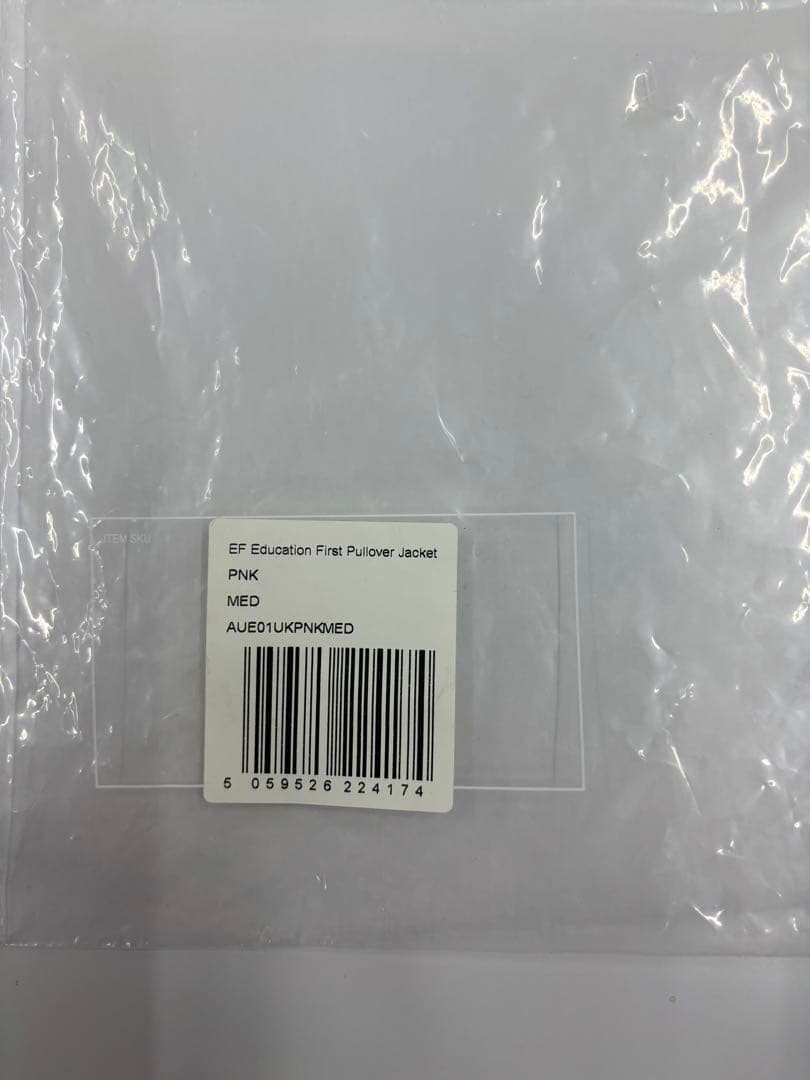 ITEM SKU
EF Education First Pullover Jacket
PNK
MED
AUE01UKPNKMED
5 059526 224174